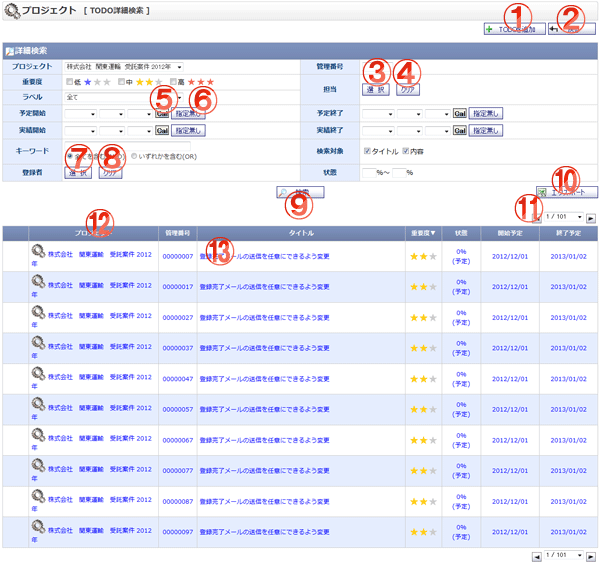 プロジェクト [ TODO詳細検索 ]
① ②
TODOを追加
詳細検索
プロジェクト 株式会社 関東運輸 受託案件 2012年 管理番号
重要度 低 ★★★ 中 ★★★ 高 ★★★ 担当 ③ 選 択 ④ クリア
ラベル 全て
予定開始 ⑤ Cal ⑥ 指定無し 予定終了 Cal 指定無し
実績開始 Cal 指定無し 実績終了 Cal 指定無し
キーワード 検索対象 タイトル 内容
全てを含む(AND) いずれかを含む(OR)
登録者 ⑦ 選 択 ⑧ クリア 状態 %～ %
⑨ 検索 ⑩ エクスポート
⑪ 1 / 101
⑫ プロジェクト 管理番号 タイトル 重要度▼ 状態 開始予定 終了予定
⑬
株式会社 関東運輸 受託案件 2012年 00000007 登録完了メールの送信を任意にできるよう変更 ★★★ 0%(予定) 2012/12/01 2013/01/02
株式会社 関東運輸 受託案件 2012年 00000017 登録完了メールの送信を任意にできるよう変更 ★★★ 0%(予定) 2012/12/01 2013/01/02
株式会社 関東運輸 受託案件 2012年 00000027 登録完了メールの送信を任意にできるよう変更 ★★★ 0%(予定) 2012/12/01 2013/01/02
株式会社 関東運輸 受託案件 2012年 00000037 登録完了メールの送信を任意にできるよう変更 ★★★ 0%(予定) 2012/12/01 2013/01/02
株式会社 関東運輸 受託案件 2012年 00000047 登録完了メールの送信を任意にできるよう変更 ★★★ 0%(予定) 2012/12/01 2013/01/02
株式会社 関東運輸 受託案件 2012年 00000057 登録完了メールの送信を任意にできるよう変更 ★★★ 0%(予定) 2012/12/01 2013/01/02
株式会社 関東運輸 受託案件 2012年 00000067 登録完了メールの送信を任意にできるよう変更 ★★★ 0%(予定) 2012/12/01 2013/01/02
株式会社 関東運輸 受託案件 2012年 00000077 登録完了メールの送信を任意にできるよう変更 ★★★ 0%(予定) 2012/12/01 2013/01/02
株式会社 関東運輸 受託案件 2012年 00000087 登録完了メールの送信を任意にできるよう変更 ★★★ 0%(予定) 2012/12/01 2013/01/02
株式会社 関東運輸 受託案件 2012年 00000097 登録完了メールの送信を任意にできるよう変更 ★★★ 0%(予定) 2012/12/01 2013/01/02
1 / 101